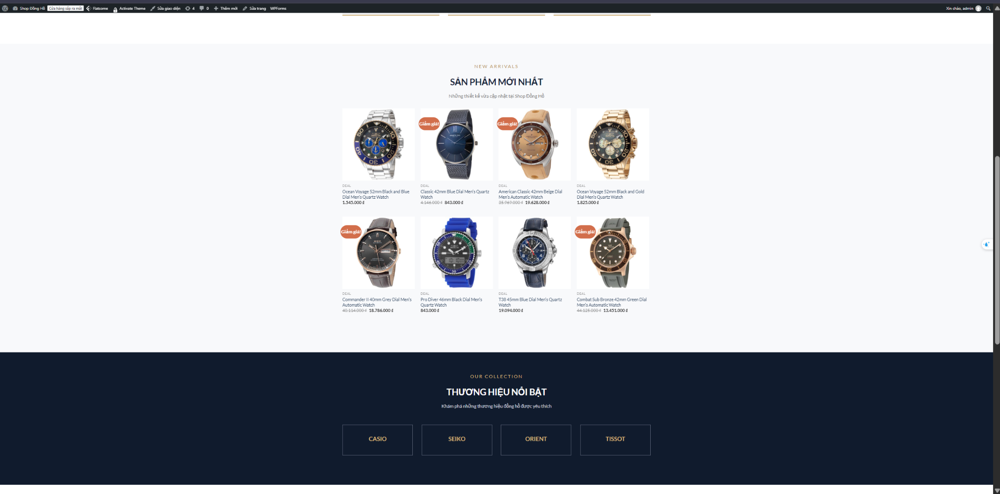 Shop Đồng Hồ Cửa hàng sắp ra mắt Flatsome Activate Theme Sửa giao diện 4 0 Thêm mới Sửa trang WPForms Xin chào, admin
NEW ARRIVALS
SẢN PHẨM MỚI NHẤT
Những thiết kế vừa cập nhật tại Shop Đồng Hồ
Giảm giá!
Giảm giá!
DEAL
Ocean Voyage 52mm Black and Blue
Dial Men's Quartz Watch
1.545.000 ₫
DEAL
Classic 42mm Blue Dial Men's Quartz
Watch
4.146.000 ₫ 843.000 ₫
DEAL
American Classic 42mm Beige Dial
Men's Automatic Watch
35.969.000 ₫ 19.628.000 ₫
DEAL
Ocean Voyage 52mm Black and Gold
Dial Men's Quartz Watch
1.825.000 ₫
Giảm giá!
Giảm giá!
DEAL
Commander II 40mm Grey Dial Men's
Automatic Watch
40.114.000 ₫ 18.786.000 ₫
DEAL
Pro Diver 46mm Black Dial Men's
Quartz Watch
843.000 ₫
DEAL
T38 45mm Blue Dial Men's Quartz
Watch
19.094.000 ₫
DEAL
Combat Sub Bronze 42mm Green Dial
Men's Automatic Watch
44.125.000 ₫ 13.451.000 ₫
OUR COLLECTION
THƯƠNG HIỆU NỔI BẬT
Khám phá những thương hiệu đồng hồ được yêu thích
CASIO
SEIKO
ORIENT
TISSOT